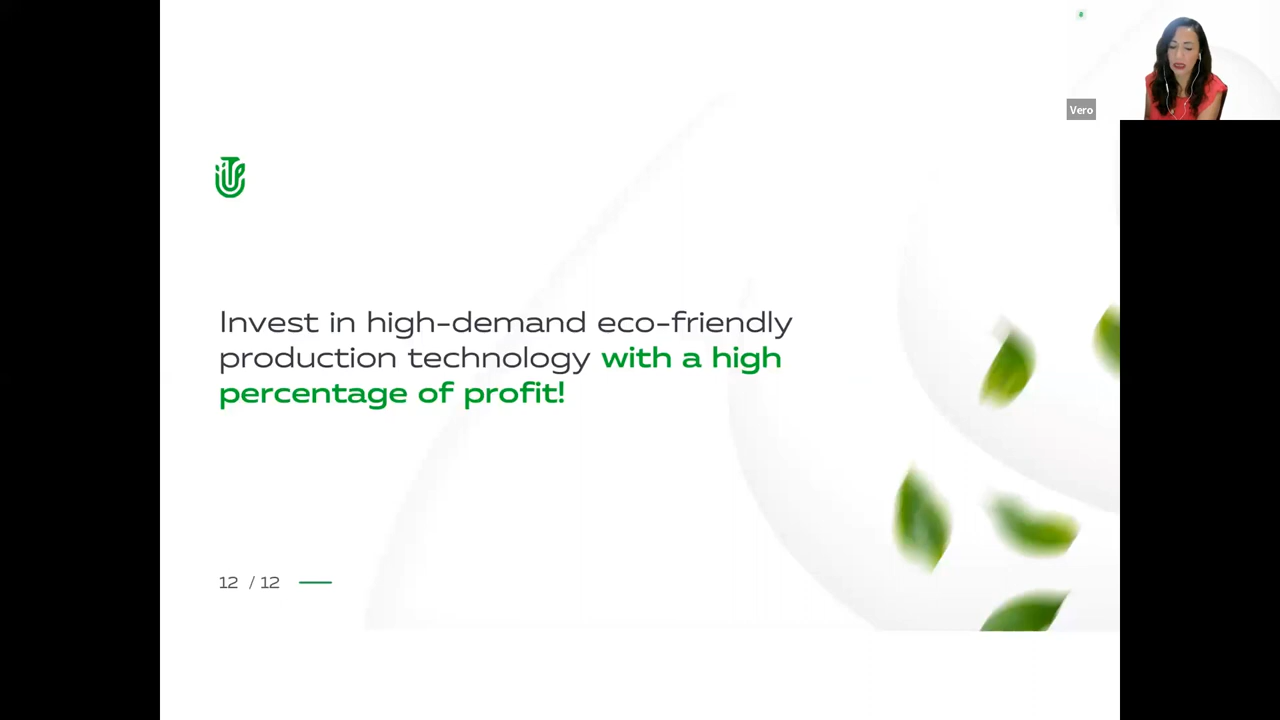 Vero
Invest in high-demand eco-friendly
production technology with a high
percentage of profit!
12 / 12